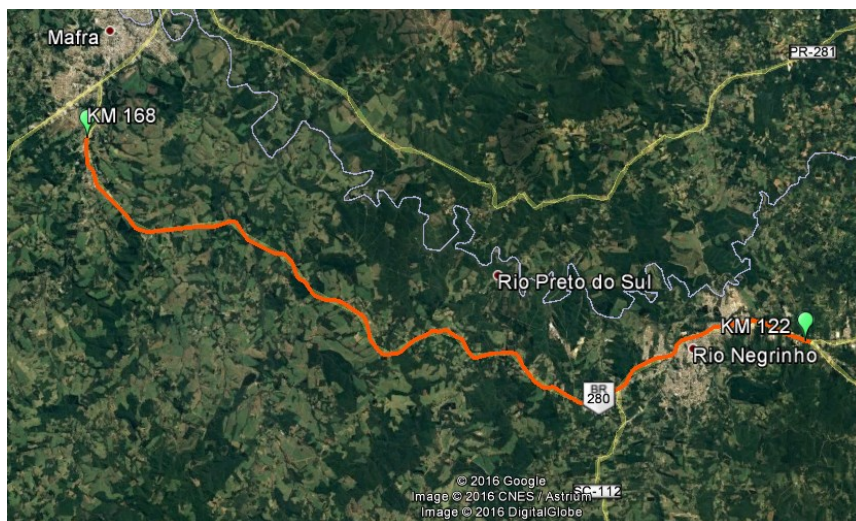 Mafra
PR-281
KM 168
Rio Preto do Sul
KM 122
Rio Negrinho
BR
280
SC-112
© 2016 Google
Image © 2016 CNES / Astrium
Image © 2016 DigitalGlobe